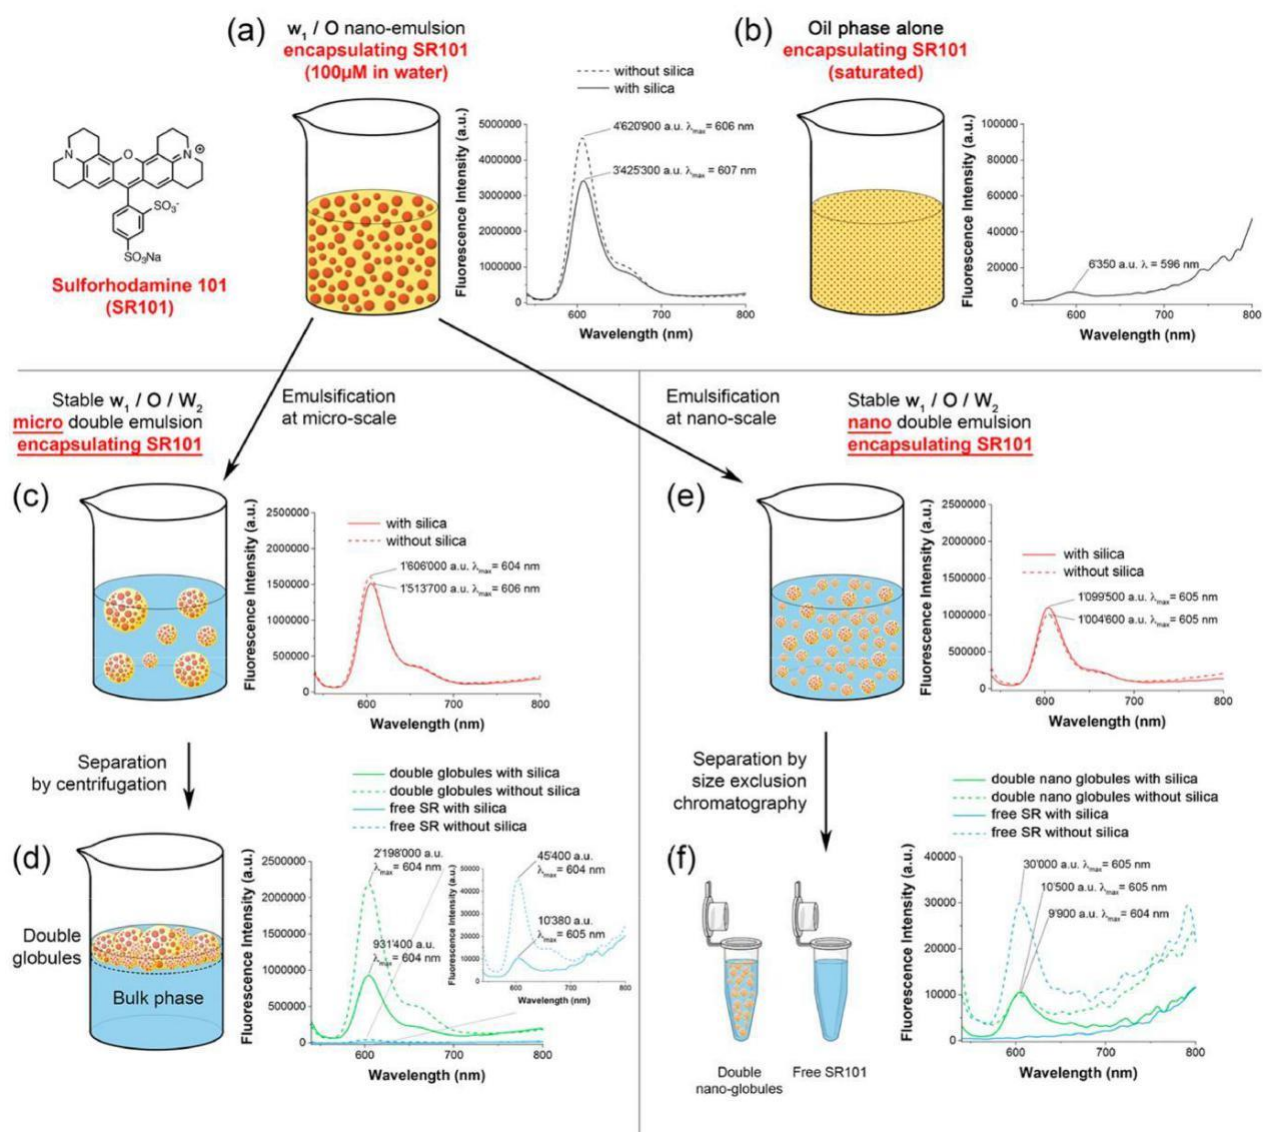 (a)
w₁ / O nano-emulsion
encapsulating SR101
(100µM in water)
without silica
with silica
Fluorescence Intensity (a.u.)
5000000
4000000
3000000
2000000
1000000
0
4'620'900 a.u. λmax = 606 nm
3'425'300 a.u. λmax = 607 nm
600
700
800
Wavelength (nm)
(b)
Oil phase alone
encapsulating SR101
(saturated)
Fluorescence Intensity (a.u.)
100000
80000
60000
40000
20000
0
6'350 a.u. λ = 596 nm
600
700
800
Wavelength (nm)
N
O
N
⊕
SO₃⁻
SO₃Na
Sulforhodamine 101
(SR101)
Stable w₁ / O / W₂
micro double emulsion
encapsulating SR101
Emulsification
at micro-scale
Emulsification
at nano-scale
Stable w₁ / O / W₂
nano double emulsion
encapsulating SR101
(c)
Fluorescence Intensity (a.u.)
2500000
2000000
1500000
1000000
500000
0
with silica
without silica
1'606'000 a.u. λmax = 604 nm
1'513'700 a.u. λmax = 606 nm
600
700
800
Wavelength (nm)
(e)
Fluorescence Intensity (a.u.)
2500000
2000000
1500000
1000000
500000
0
with silica
without silica
1'099'500 a.u. λmax = 605 nm
1'004'600 a.u. λmax = 605 nm
600
700
800
Wavelength (nm)
Separation
by centrifugation
Separation by
size exclusion
chromatography
(d)
Double
globules
Bulk phase
double globules with silica
double globules without silica
free SR with silica
free SR without silica
Fluorescence Intensity (a.u.)
2500000
2000000
1500000
1000000
500000
0
2'198'000 a.u.
λmax = 604 nm
931'400 a.u.
λmax = 604 nm
600
700
800
Wavelength (nm)
Fluorescence Intensity (a.u.)
50000
40000
30000
20000
10000
0
45'400 a.u.
λmax = 604 nm
10'380 a.u.
λmax = 605 nm
600
700
800
Wavelength (nm)
(f)
Double
nano-globules
Free SR101
double nano globules with silica
double nano globules without silica
free SR with silica
free SR without silica
Fluorescence Intensity (a.u.)
40000
30000
20000
10000
0
30'000 a.u. λmax = 605 nm
10'500 a.u. λmax = 605 nm
9'900 a.u. λmax = 604 nm
600
700
800
Wavelength (nm)